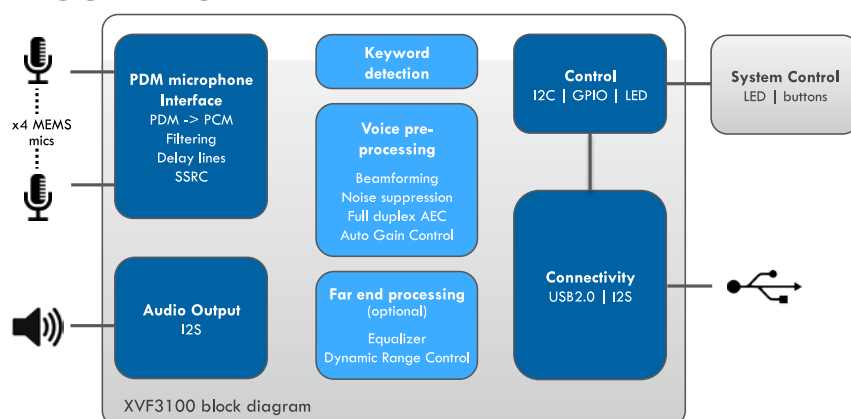 x4 MEMS
mics
PDM microphone
Interface
PDM -> PCM
Filtering
Delay lines
SSRC
Audio Output
I2S
Keyword
detection
Voice pre-
processing
Beamforming
Noise suppression
Full duplex AEC
Auto Gain Control
Far end processing
(optional)
Equalizer
Dynamic Range Control
Control
I2C | GPIO | LED
Connectivity
USB2.0 | I2S
System Control
LED | buttons
XVF3100 block diagram